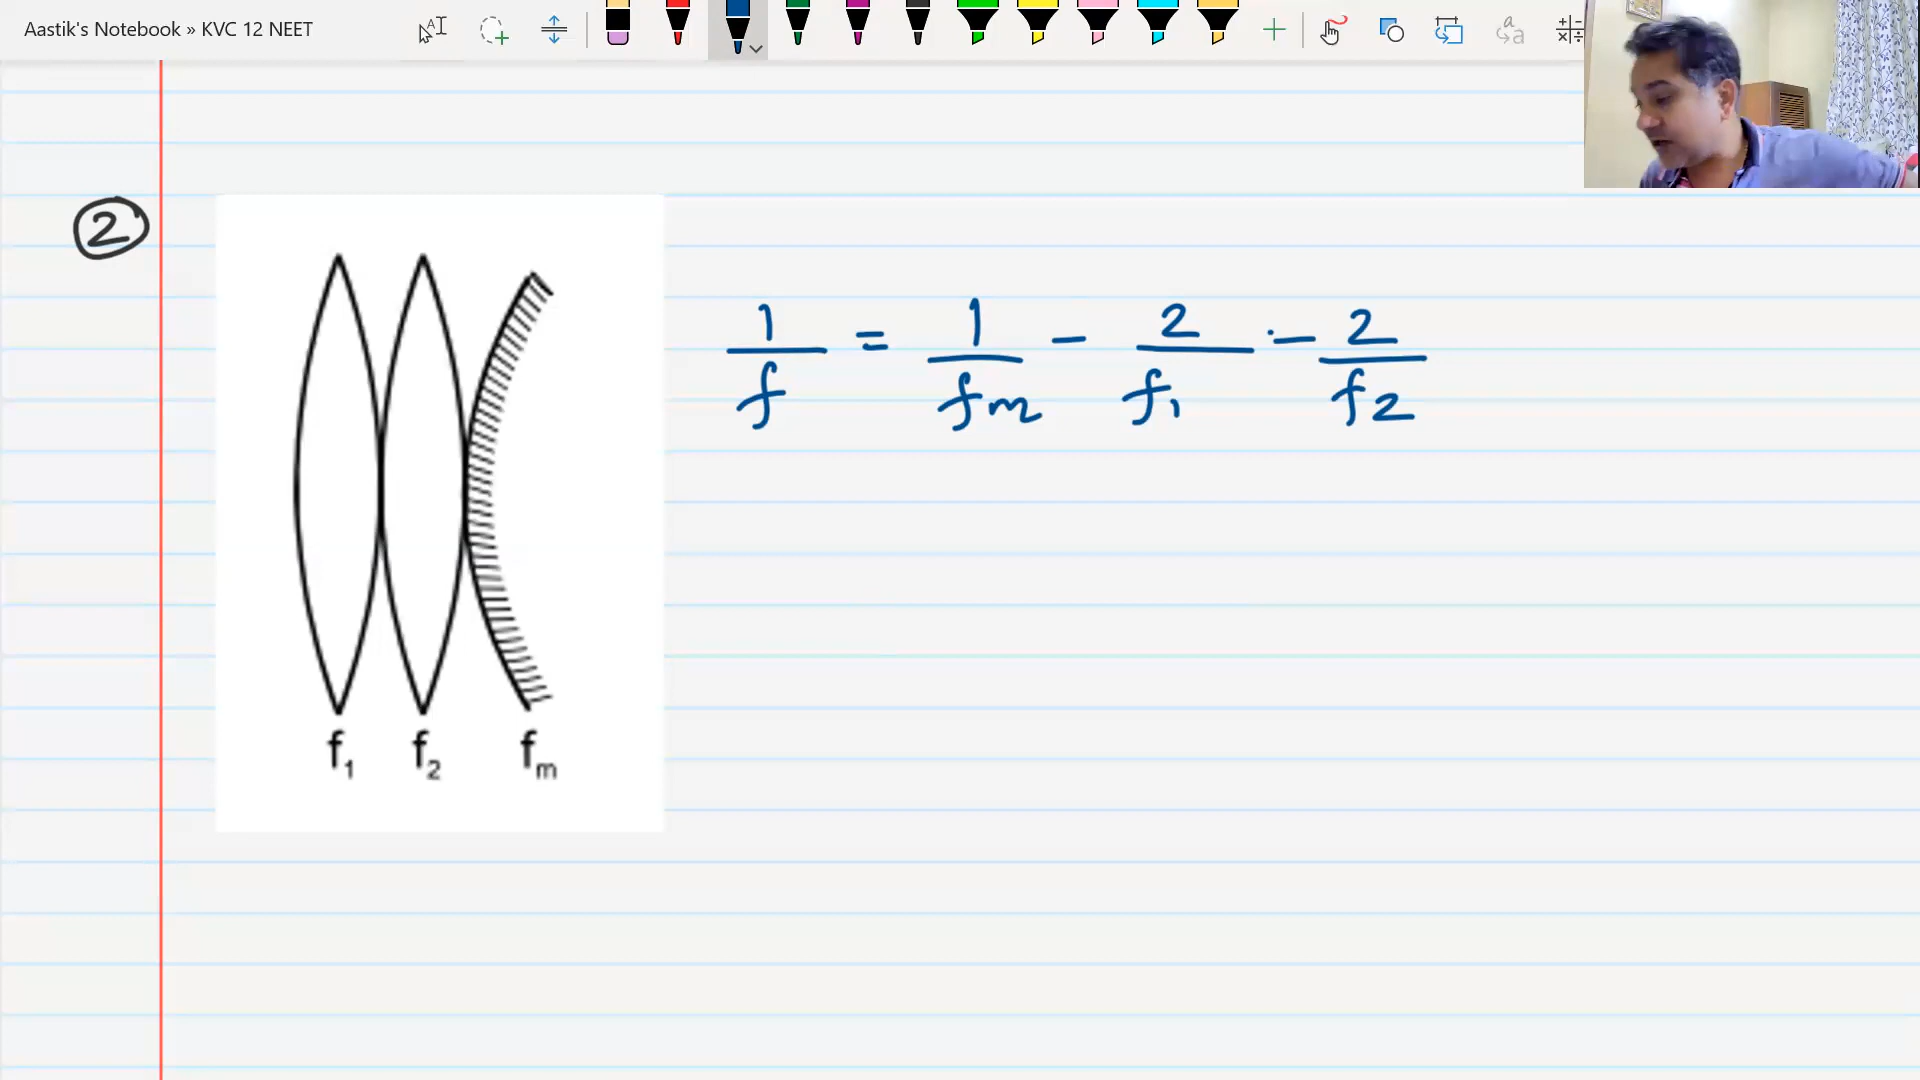 Aastik's Notebook » KVC 12 NEET
②
1/f = 1/fm - 2/f1 - 2/f2
f1 f2 fm